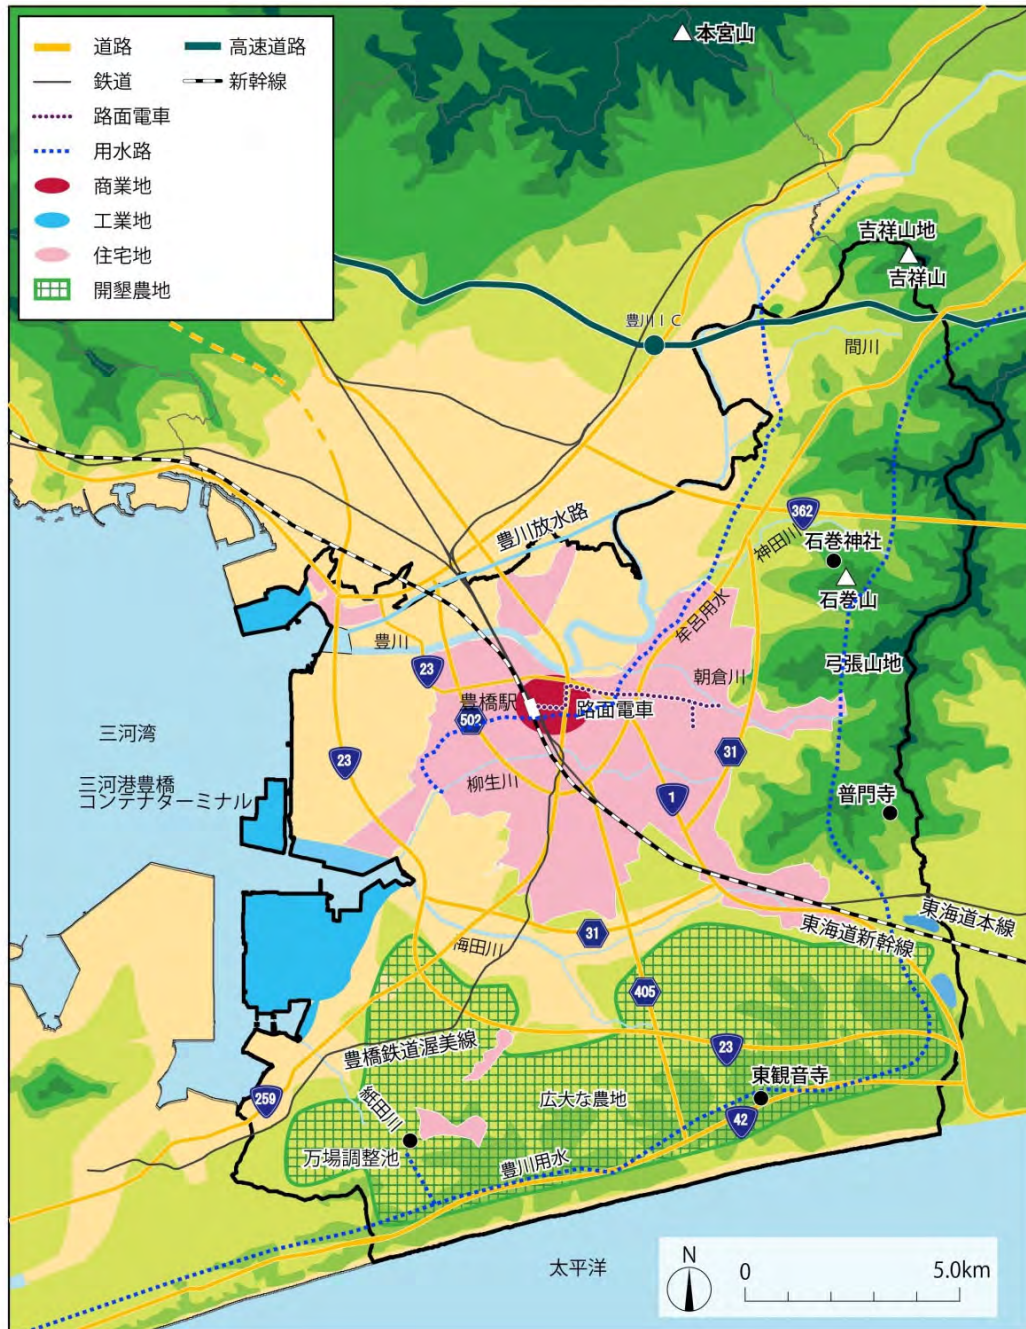 道路
高速道路
鉄道
新幹線
路面電車
用水路
商業地
工業地
住宅地
開墾農地
本宮山
吉祥山地
吉祥山
豊川IC
間川
豊川放水路
362
神田川
石巻神社
石巻山
牟呂用水
豊川
23
朝倉川
弓張山地
豊橋駅
路面電車
502
三河湾
23
31
柳生川
三河港豊橋
コンテナターミナル
1
普門寺
東海道本線
東海道新幹線
31
梅田川
405
豊橋鉄道渥美線
23
259
紙田川
広大な農地
東観音寺
42
万場調整池
豊川用水
太平洋
N
0
5.0km